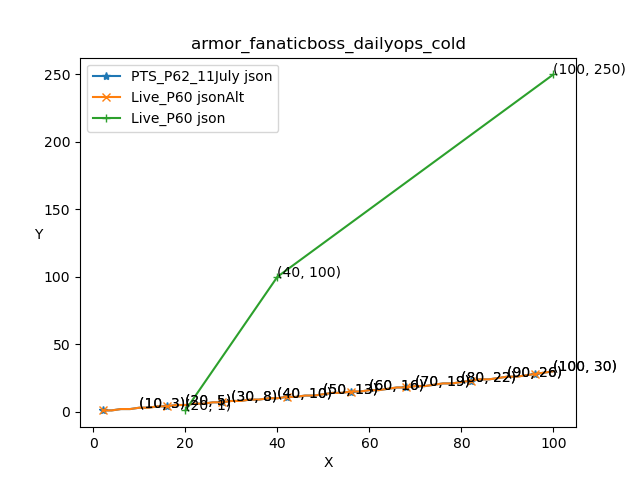 armor_fanaticboss_dailyops_cold
PTS_P62_11July json
Live_P60 jsonAlt
Live_P60 json
(100, 250)
(40, 100)
(10, 3)
(20, 5)
(20, 1)
(30, 8)
(40, 10)
(50, 13)
(60, 16)
(70, 19)
(80, 22)
(90, 26)
(100, 30)
250
200
150
100
50
0
Y
0 20 40 60 80 100
X